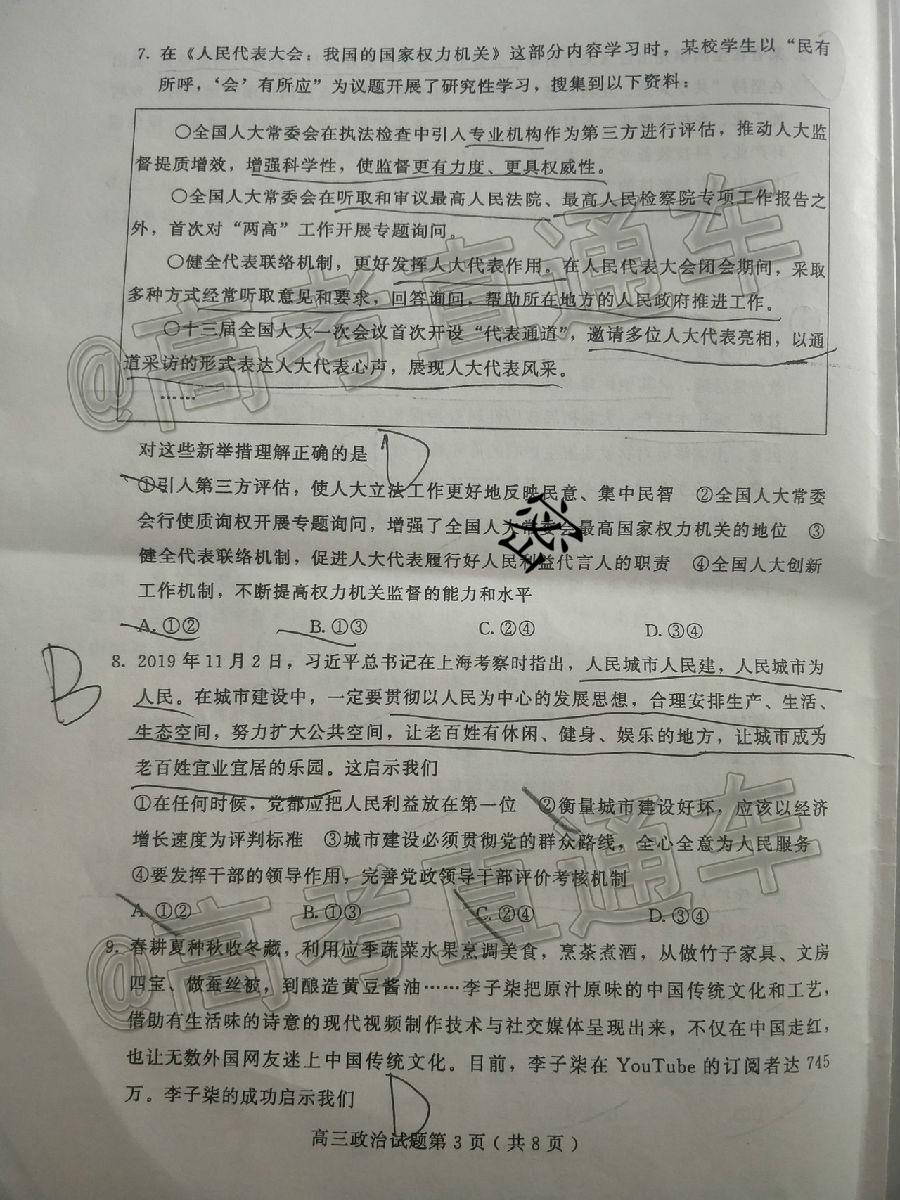 7. 在《人民代表大会：我国的国家权力机关》这部分内容学习时，某校学生以“民有
所呼，‘会’有所应”为议题开展了研究性学习，搜集到以下资料：
○全国人大常委会在执法检查中引入专业机构作为第三方进行评估，推动人大监
督提质增效，增强科学性，使监督更有力度、更具权威性。
○全国人大常委会在听取和审议最高人民法院、最高人民检察院专项工作报告之
外，首次对“两高”工作开展专题询问。
○健全代表联络机制，更好发挥人大代表作用。在人民代表大会闭会期间，采取
多种方式经常听取意见和要求，回答询问，帮助所在地方的人民政府推进工作。
○十三届全国人大一次会议首次开设“代表通道”，邀请多位人大代表亮相，以通
道采访的形式表达人大代表心声，展现人大代表风采。
……
对这些新举措理解正确的是 D
①引入第三方评估，使人大立法工作更好地反映民意、集中民智 ②全国人大常委
会行使质询权开展专题询问，增强了全国人大常委会最高国家权力机关的地位 ③
健全代表联络机制，促进人大代表履行好人民利益代言人的职责 ④全国人大创新
工作机制，不断提高权力机关监督的能力和水平
A. ①② B. ①③ C. ②④ D. ③④
B
8. 2019 年 11 月 2 日，习近平总书记在上海考察时指出，人民城市人民建，人民城市为
人民。在城市建设中，一定要贯彻以人民为中心的发展思想，合理安排生产、生活、
生态空间，努力扩大公共空间，让老百姓有休闲、健身、娱乐的地方，让城市成为
老百姓宜业宜居的乐园。这启示我们
①在任何时候，党都应把人民利益放在第一位 ②衡量城市建设好坏，应该以经济
增长速度为评判标准 ③城市建设必须贯彻党的群众路线，全心全意为人民服务
④要发挥干部的领导作用，完善党政领导干部评价考核机制
A. ①② B. ①③ C. ②④ D. ③④
9. 春耕夏种秋收冬藏，利用应季蔬菜水果烹调美食，烹茶煮酒，从做竹子家具、文房
四宝、做蚕丝被，到酿造黄豆酱油……李子柒把原汁原味的中国传统文化和工艺，
借助有生活味的诗意的现代视频制作技术与社交媒体呈现出来，不仅在中国走红，
也让无数外国网友迷上中国传统文化。目前，李子柒在 YouTube 的订阅者达 745
万。李子柒的成功启示我们 D
高三政治试题第 3 页（共 8 页）
@高考直通车
@高考直通车